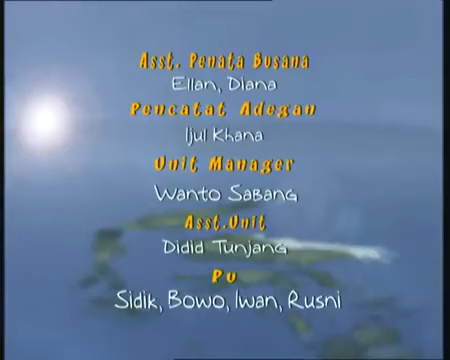 Asst. Penata Busana
Ellan, Diana
Pencatat Adegan
Ijul Khana
Unit Manager
Wanto Sabang
Asst.Unit
Didid Tunjang
Pu
Sidik, Bowo, Iwan, Rusni